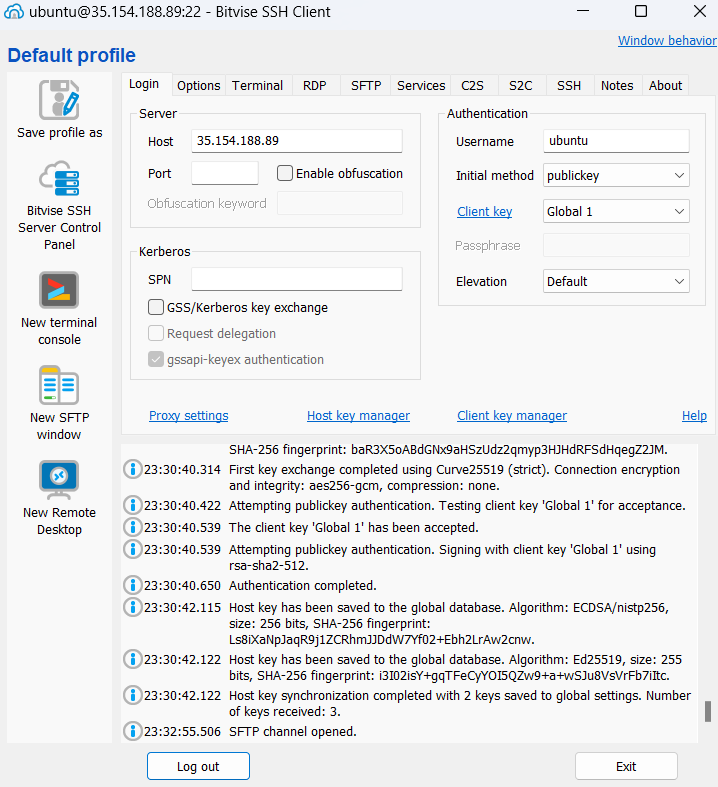 ubuntu@35.154.188.89:22 - Bitvise SSH Client
Window behavior
Default profile
Save profile as
Bitvise SSH
Server Control
Panel
New terminal
console
New SFTP
window
New Remote
Desktop
Login Options Terminal RDP SFTP Services C2S S2C SSH Notes About
Server
Host 35.154.188.89
Port Enable obfuscation
Obfuscation keyword
Kerberos
SPN
GSS/Kerberos key exchange
Request delegation
gssapi-keyex authentication
Authentication
Username ubuntu
Initial method publickey
Client key Global 1
Passphrase
Elevation Default
Proxy settings Host key manager Client key manager Help
SHA-256 fingerprint: baR3X5oABdGNx9aHSzUdz2qmyp3HJHdRFSdHqegZ2JM.
23:30:40.314 First key exchange completed using Curve25519 (strict). Connection encryption
and integrity: aes256-gcm, compression: none.
23:30:40.422 Attempting publickey authentication. Testing client key 'Global 1' for acceptance.
23:30:40.539 The client key 'Global 1' has been accepted.
23:30:40.539 Attempting publickey authentication. Signing with client key 'Global 1' using
rsa-sha2-512.
23:30:40.650 Authentication completed.
23:30:42.115 Host key has been saved to the global database. Algorithm: ECDSA/nistp256,
size: 256 bits, SHA-256 fingerprint:
Ls8iXaNpJaqR9j1ZCRhmJJDdW7Yf02+Ebh2LrAw2cnw.
23:30:42.122 Host key has been saved to the global database. Algorithm: Ed25519, size: 255
bits, SHA-256 fingerprint: i3I02isY+gqTFeCyYOI5QZw9+a+wSJu8VsVrFb7iItc.
23:30:42.122 Host key synchronization completed with 2 keys saved to global settings. Number
of keys received: 3.
23:32:55.506 SFTP channel opened.
Log out Exit